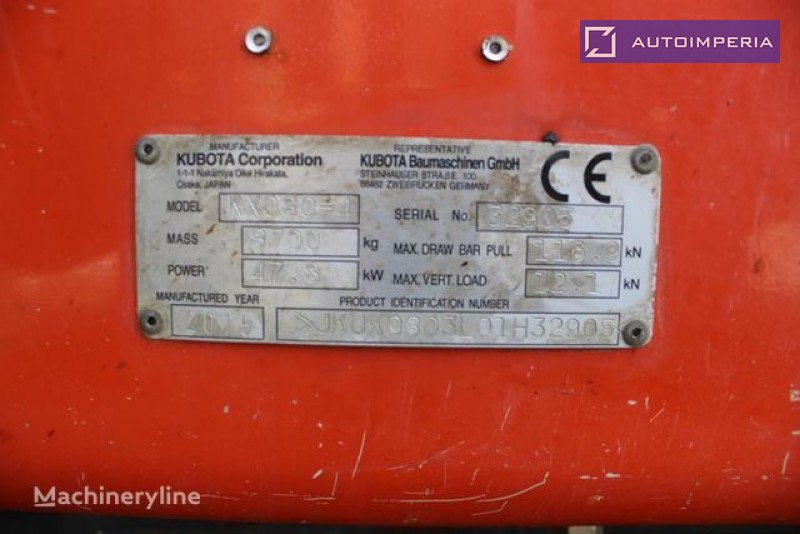 AUTOIMPERIA
MANUFACTURER
KUBOTA Corporation
1-1-1 Nakamiya Oike Hirakata,
Osaka, JAPAN
REPRESENTATIVE
KUBOTA Baumaschinen GmbH
STEINHAUSER STRAßE 100
66482 ZWEIBRÜCKEN GERMANY
CE
MODEL KX080-4
SERIAL No. 32905
MASS 8700 kg
MAX. DRAW BAR PULL 116.9 kN
POWER 47.8 kW
MAX. VERT. LOAD 12.1 kN
MANUFACTURED YEAR
2015
PRODUCT IDENTIFICATION NUMBER
>JKUK0803L01H32905
Machineryline